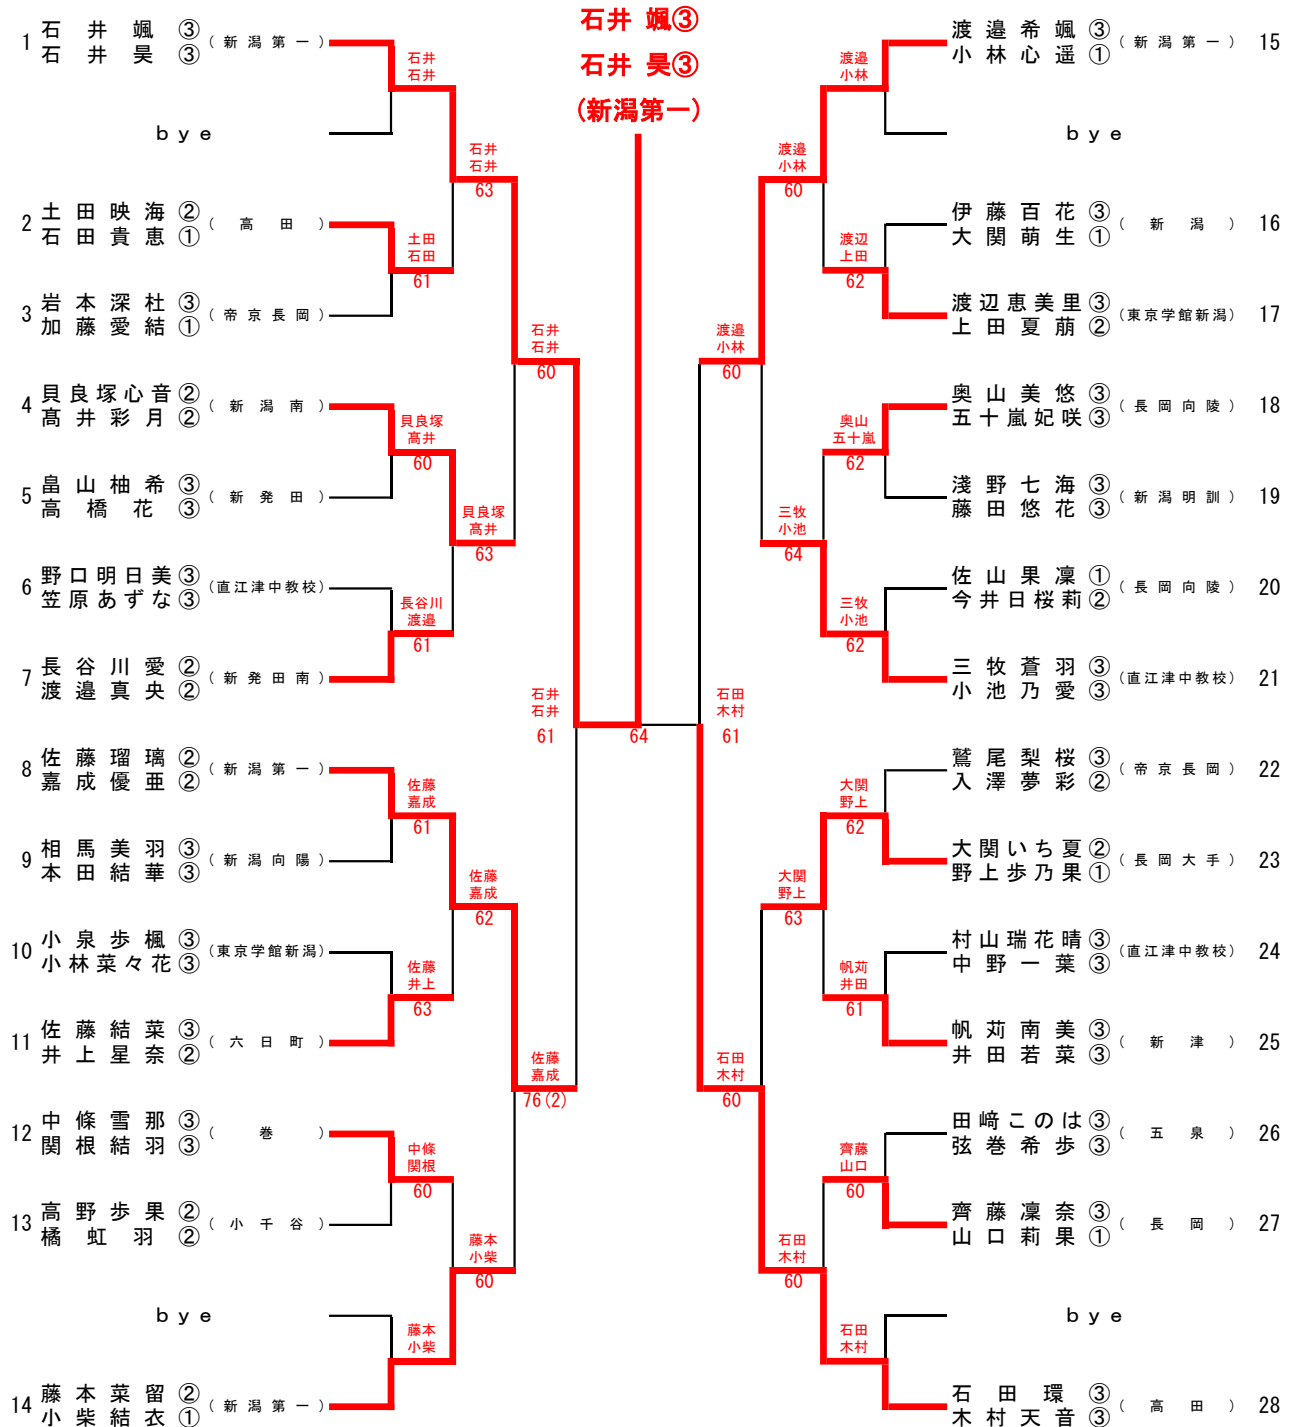 石井 颯③
石井 昊③
(新潟第一)
1 石井颯③ (新潟第一)
石井昊③
bye
2 土田映海② (高田)
石田貴恵①
3 岩本深杜③ (帝京長岡)
加藤愛結①
4 貝良塚心音② (新潟南)
髙井彩月②
5 畠山柚希③ (新発田)
高橋花③
6 野口明日美③ (直江津中教校)
笠原あずな③
7 長谷川愛② (新発田南)
渡邉真央②
8 佐藤瑠璃② (新潟第一)
嘉成優亜②
9 相馬美羽③ (新潟向陽)
本田結華③
10 小泉歩楓③ (東京学館新潟)
小林菜々花③
11 佐藤結菜③ (六日町)
井上星奈②
12 中條雪那③ (巻)
関根結羽③
13 高野歩果② (小千谷)
橘虹羽②
bye
14 藤本菜留② (新潟第一)
小柴結衣①
石井
石井
土田
石田
61
貝良塚
髙井
60
長谷川
渡邉
61
佐藤
嘉成
61
佐藤
井上
63
中條
関根
60
藤本
小柴
石井
石井
63
貝良塚
髙井
63
佐藤
嘉成
62
藤本
小柴
60
石井
石井
60
佐藤
嘉成
76(2)
石井
石井
61
64
石田
木村
61
渡邉
小林
60
石田
木村
60
渡邉
小林
60
三牧
小池
64
大関
野上
63
石田
木村
60
渡邉
小林
渡辺
上田
62
奥山
五十嵐
62
三牧
小池
62
大関
野上
62
帆苅
井田
61
齊藤
山口
60
石田
木村
渡邉希颯③ (新潟第一) 15
小林心遥①
bye
伊藤百花③ (新潟) 16
大関萌生①
渡辺恵美里③ (東京学館新潟) 17
上田夏萠②
奥山美悠③ (長岡向陵) 18
五十嵐妃咲③
淺野七海③ (新潟明訓) 19
藤田悠花③
佐山果凜① (長岡向陵) 20
今井日桜莉②
三牧蒼羽③ (直江津中教校) 21
小池乃愛③
鷲尾梨桜③ (帝京長岡) 22
入澤夢彩②
大関いち夏② (長岡大手) 23
野上歩乃果①
村山瑞花晴③ (直江津中教校) 24
中野一葉③
帆苅南美③ (新津) 25
井田若菜③
田﨑このは③ (五泉) 26
弦巻希歩③
齊藤凜奈③ (長岡) 27
山口莉果①
bye
石田環③ (高田) 28
木村天音③